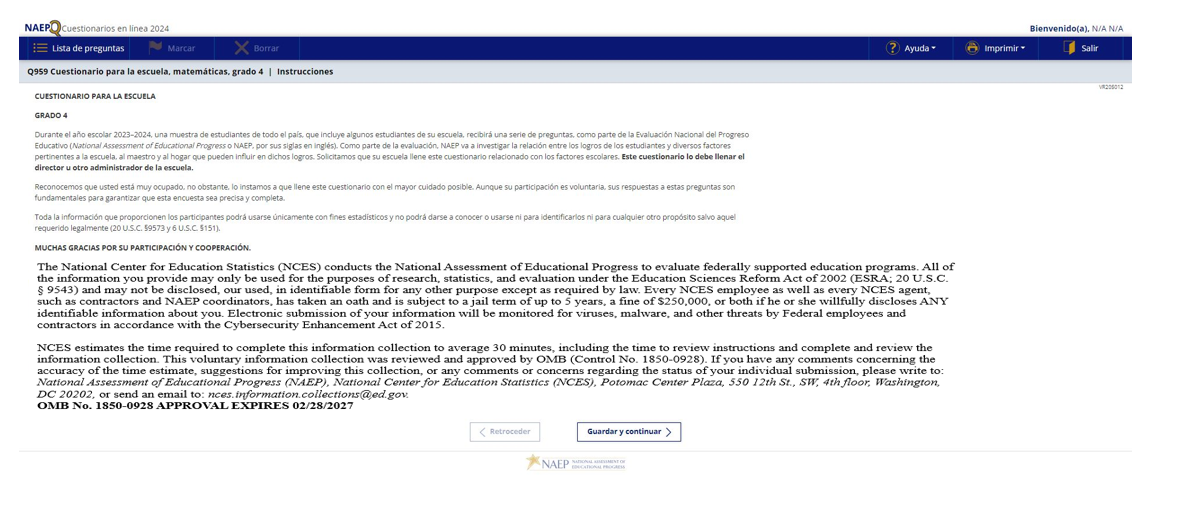 NAEPQ Cuestionarios en línea 2024
Bienvenido(a), N/A N/A
Lista de preguntas
Marcar
Borrar
Ayuda
Imprimir
Salir
Q959 Cuestionario para la escuela, matemáticas, grado 4 | Instrucciones
VR208012
CUESTIONARIO PARA LA ESCUELA
GRADO 4
Durante el año escolar 2023–2024, una muestra de estudiantes de todo el país, que incluye algunos estudiantes de su escuela, recibirá una serie de preguntas, como parte de la Evaluación Nacional del Progreso
Educativo (National Assessment of Educational Progress o NAEP, por sus siglas en inglés). Como parte de la evaluación, NAEP va a investigar la relación entre los logros de los estudiantes y diversos factores
pertinentes a la escuela, al maestro y al hogar que pueden influir en dichos logros. Solicitamos que su escuela llene este cuestionario relacionado con los factores escolares. Este cuestionario lo debe llenar el
director u otro administrador de la escuela.
Reconocemos que usted está muy ocupado, no obstante, lo instamos a que llene este cuestionario con el mayor cuidado posible. Aunque su participación es voluntaria, sus respuestas a estas preguntas son
fundamentales para garantizar que esta encuesta sea precisa y completa.
Toda la información que proporcionen los participantes podrá usarse únicamente con fines estadísticos y no podrá darse a conocer o usarse ni para identificarlos ni para cualquier otro propósito salvo aquel
requerido legalmente (20 U.S.C. §9573 y 6 U.S.C. §151).
MUCHAS GRACIAS POR SU PARTICIPACIÓN Y COOPERACIÓN.
The National Center for Education Statistics (NCES) conducts the National Assessment of Educational Progress to evaluate federally supported education programs. All of
the information you provide may only be used for the purposes of research, statistics, and evaluation under the Education Sciences Reform Act of 2002 (ESRA; 20 U.S.C.
§ 9543) and may not be disclosed, our used, in identifiable form for any other purpose except as required by law. Every NCES employee as well as every NCES agent,
such as contractors and NAEP coordinators, has taken an oath and is subject to a jail term of up to 5 years, a fine of $250,000, or both if he or she willfully discloses ANY
identifiable information about you. Electronic submission of your information will be monitored for viruses, malware, and other threats by Federal employees and
contractors in accordance with the Cybersecurity Enhancement Act of 2015.
NCES estimates the time required to complete this information collection to average 30 minutes, including the time to review instructions and complete and review the
information collection. This voluntary information collection was reviewed and approved by OMB (Control No. 1850-0928). If you have any comments concerning the
accuracy of the time estimate, suggestions for improving this collection, or any comments or concerns regarding the status of your individual submission, please write to:
National Assessment of Educational Progress (NAEP), National Center for Education Statistics (NCES), Potomac Center Plaza, 550 12th St., SW, 4th floor, Washington,
DC 20202, or send an email to: nces.information.collections@ed.gov.
OMB No. 1850-0928 APPROVAL EXPIRES 02/28/2027
Retroceder
Guardar y continuar
NAEP NATIONAL ASSESSMENT OF
EDUCATIONAL PROGRESS